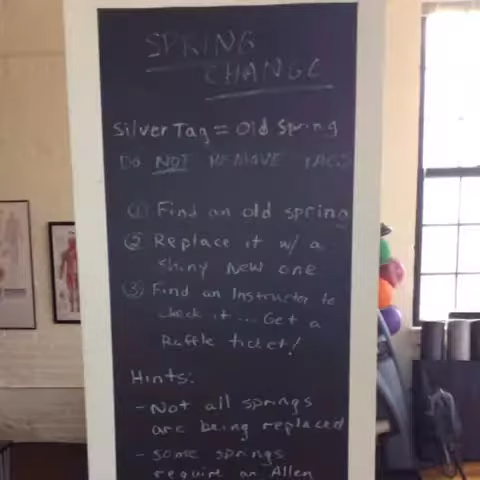 SPRING
CHANGE
Silver Tag = Old Spring
Do NOT REMOVE TAGS
① Find an old spring
② Replace it w/ a
shiny New one
③ Find an Instructor to
check it... Get a
Raffle ticket!
Hints:
- Not all springs
are being replaced
- some springs
require an Allen